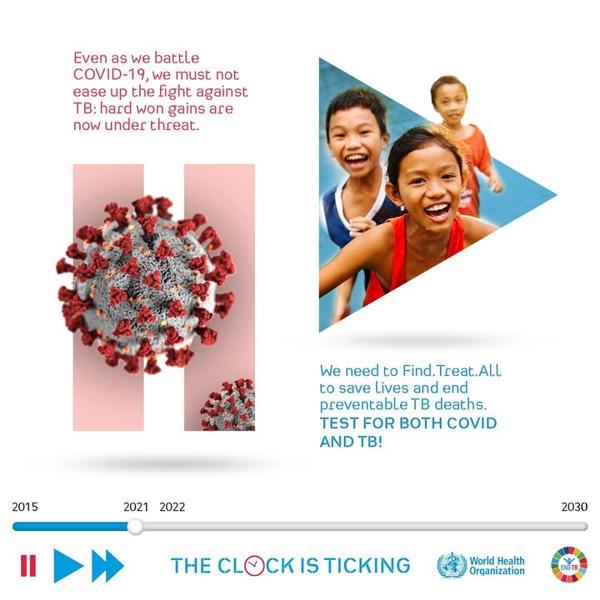 Even as we battle
COVID-19, we must not
ease up the fight against
TB: hard won gains are
now under threat.
We need to Find.Treat.All
to save lives and end
preventable TB deaths.
TEST FOR BOTH COVID
AND TB!
2015 2021 2022 2030
THE CLOCK IS TICKING
World Health
Organization
END TB